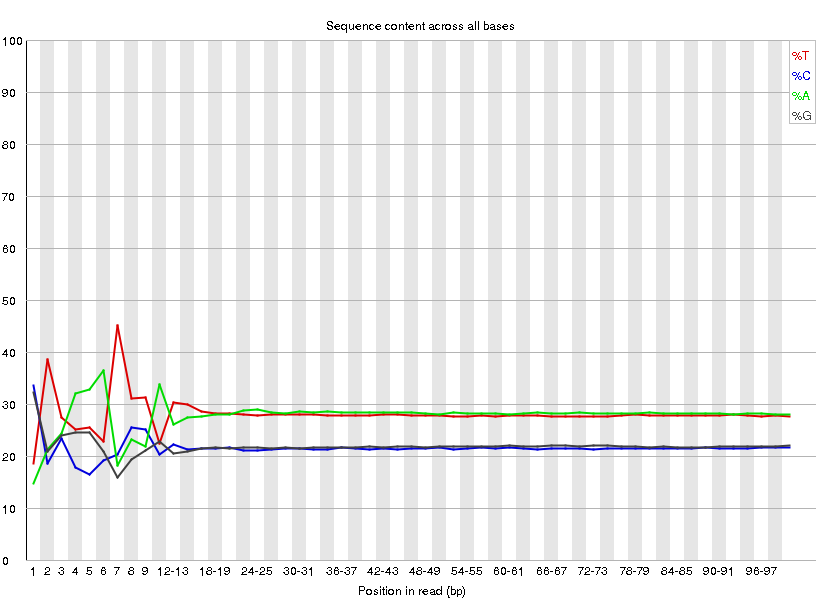 Sequence content across all bases
100
90
80
70
60
50
40
30
20
10
0
%T
%C
%A
%G
1 2 3 4 5 6 7 8 9 12-13 18-19 24-25 30-31 36-37 42-43 48-49 54-55 60-61 66-67 72-73 78-79 84-85 90-91 96-97
Position in read (bp)